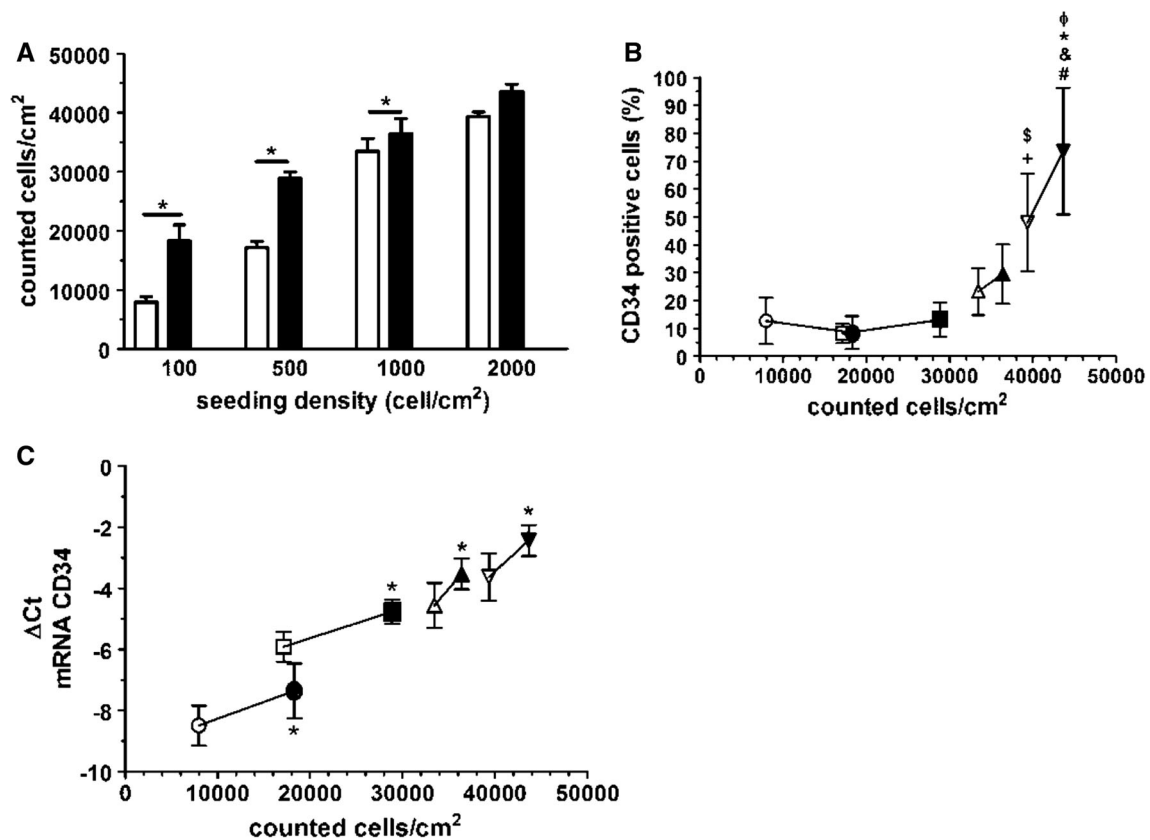 A
50000
40000
30000
20000
10000
0
counted cells/cm²
* * *
100 500 1000 2000
seeding density (cell/cm²)
B
ϕ
*
&
#
$
+
100
90
80
70
60
50
40
30
20
10
0
CD34 positive cells (%)
0 10000 20000 30000 40000 50000
counted cells/cm²
C
0
-2
-4
-6
-8
-10
ΔCt
mRNA CD34
* * * *
0 10000 20000 30000 40000 50000
counted cells/cm²